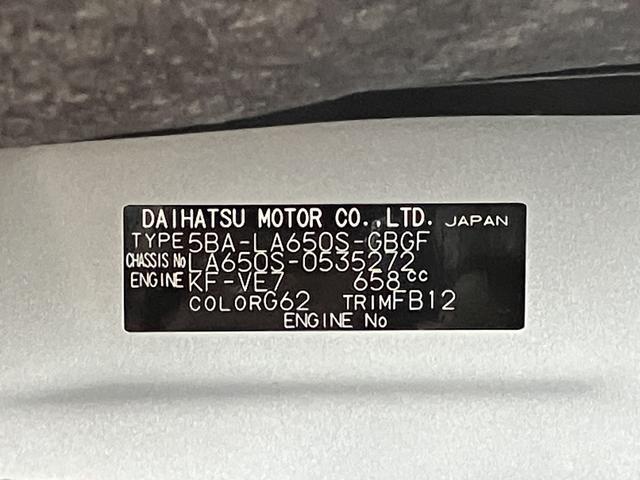 DAIHATSU MOTOR CO.,LTD. JAPAN
TYPE 5BA-LA650S-GBGF
CHASSIS No LA650S-0535272
ENGINE KF-VE7 658cc
COLOR G62 TRIM FB12
ENGINE No